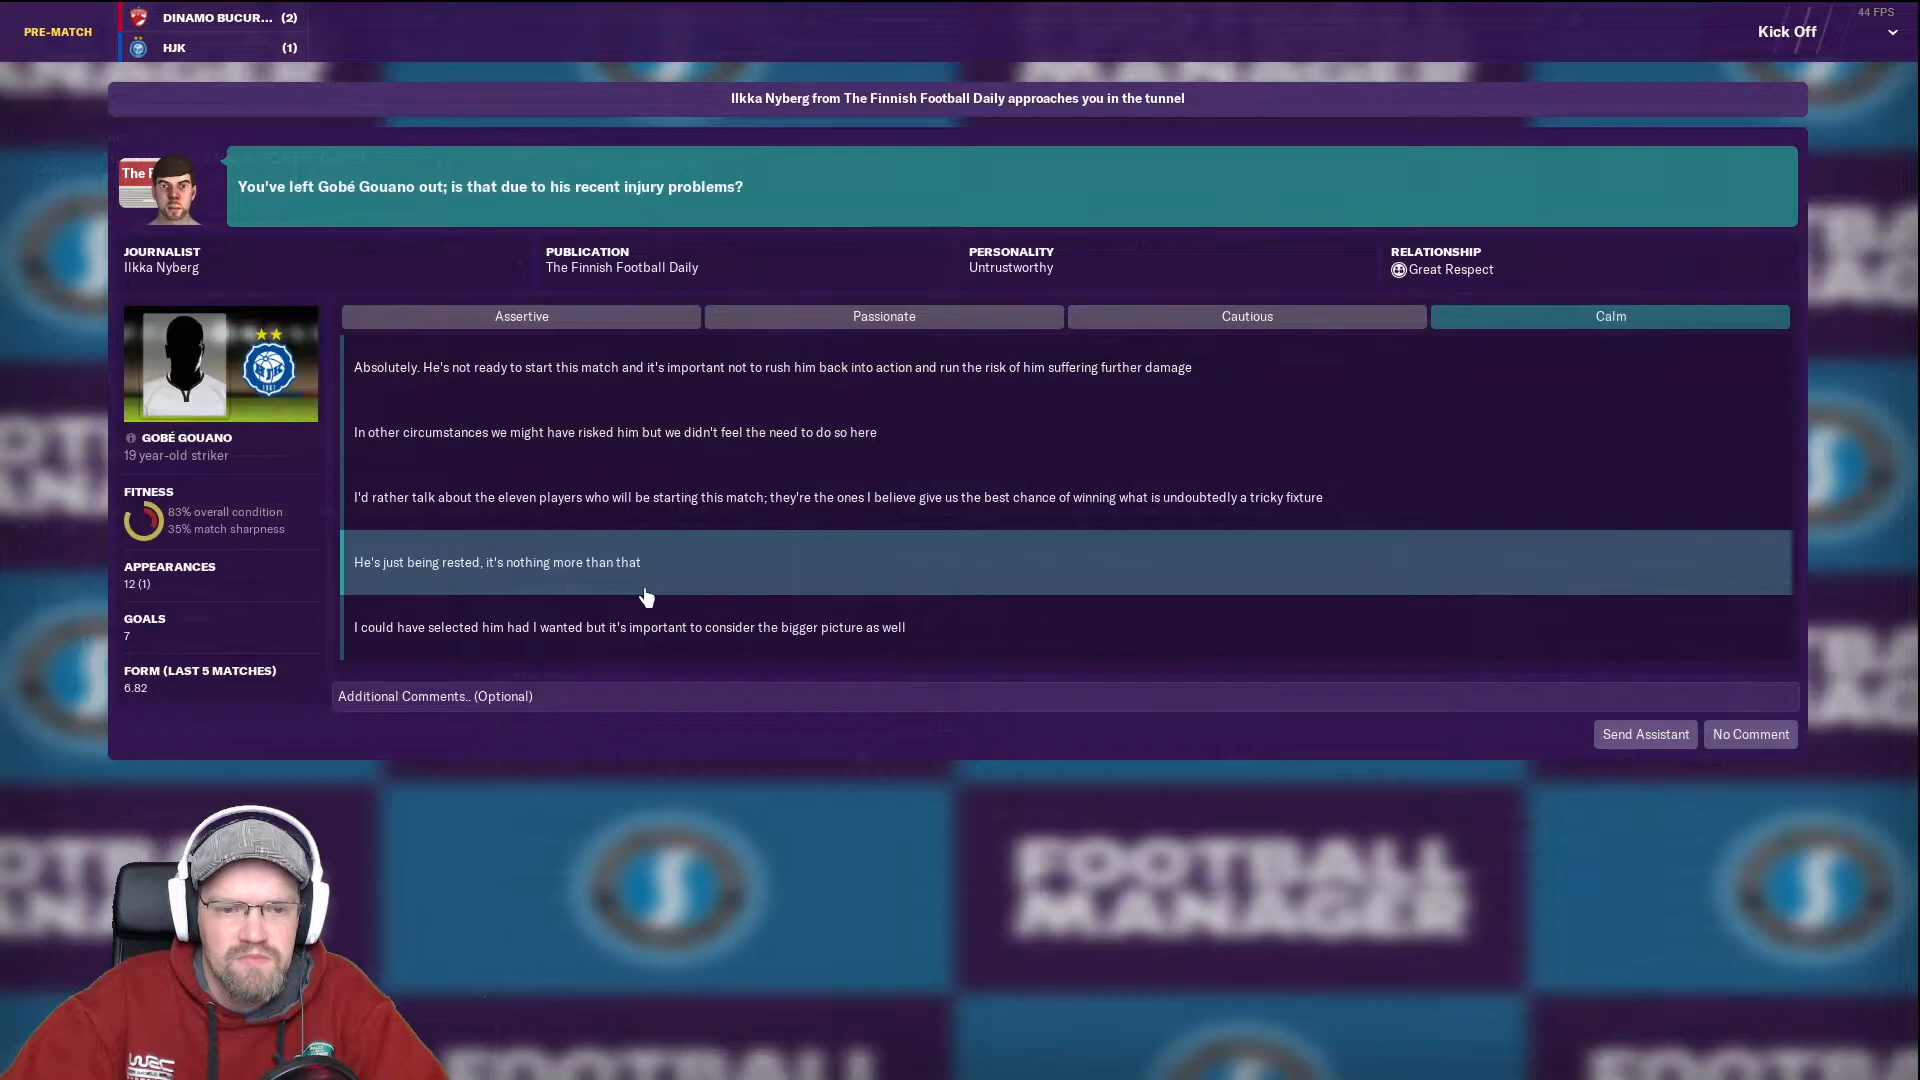 44 FPS
PRE-MATCH
DINAMO BUCUR... (2)
HJK (1)
Kick Off
Ilkka Nyberg from The Finnish Football Daily approaches you in the tunnel
The F
You've left Gobé Gouano out; is that due to his recent injury problems?
JOURNALIST
Ilkka Nyberg
PUBLICATION
The Finnish Football Daily
PERSONALITY
Untrustworthy
RELATIONSHIP
Great Respect
Assertive
Passionate
Cautious
Calm
Absolutely. He's not ready to start this match and it's important not to rush him back into action and run the risk of him suffering further damage
In other circumstances we might have risked him but we didn't feel the need to do so here
I'd rather talk about the eleven players who will be starting this match; they're the ones I believe give us the best chance of winning what is undoubtedly a tricky fixture
He's just being rested, it's nothing more than that
I could have selected him had I wanted but it's important to consider the bigger picture as well
GOBÉ GOUANO
19 year-old striker
FITNESS
83% overall condition
35% match sharpness
APPEARANCES
12 (1)
GOALS
7
FORM (LAST 5 MATCHES)
6.82
Additional Comments.. (Optional)
Send Assistant
No Comment
FOOTBALL
MANAGER